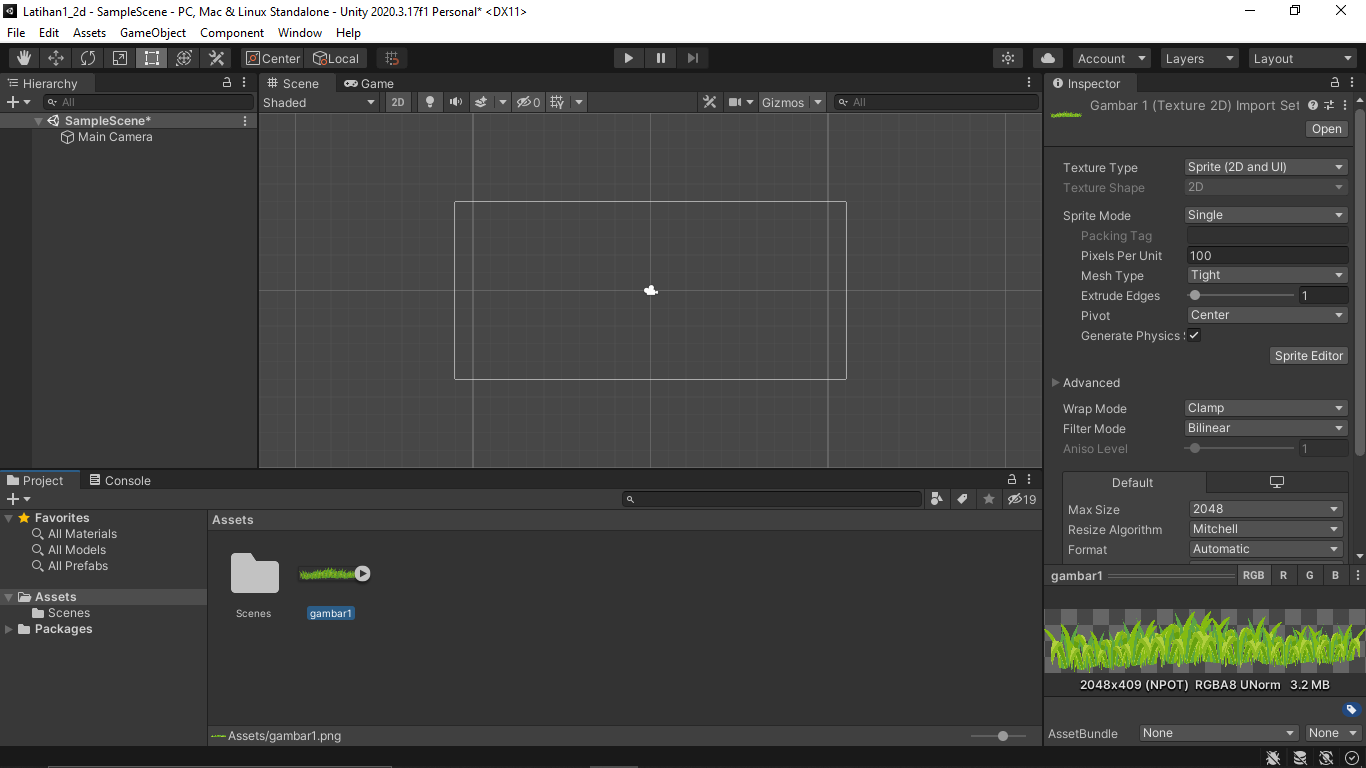 Latihan1_2d - SampleScene - PC, Mac & Linux Standalone - Unity 2020.3.17f1 Personal* <DX11>
File Edit Assets GameObject Component Window Help
Center Local Account Layers Layout
Hierarchy
All
SampleScene*
Main Camera
Scene Game
Shaded 2D 0 Gizmos All
Inspector
Gambar 1 (Texture 2D) Import Set
Open
Texture Type Sprite (2D and UI)
Texture Shape 2D
Sprite Mode Single
Packing Tag
Pixels Per Unit 100
Mesh Type Tight
Extrude Edges 1
Pivot Center
Generate Physics
Sprite Editor
Advanced
Wrap Mode Clamp
Filter Mode Bilinear
Aniso Level 1
Default
Max Size 2048
Resize Algorithm Mitchell
Format Automatic
gambar1 RGB R G B
2048x409 (NPOT) RGBA8 UNorm 3.2 MB
AssetBundle None None
Project Console
19
Favorites
All Materials
All Models
All Prefabs
Assets
Scenes
Packages
Assets
Scenes gambar1
Assets/gambar1.png